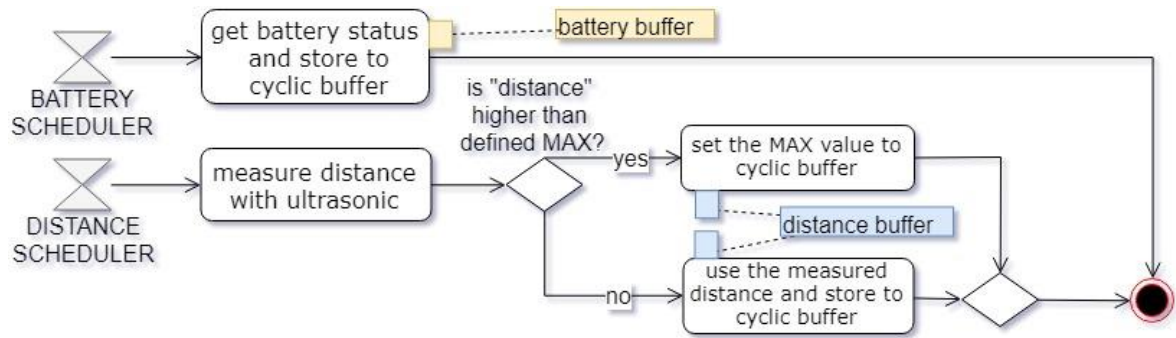 get battery status
and store to
cyclic buffer
battery buffer
BATTERY
SCHEDULER
is "distance"
higher than
defined MAX?
measure distance
with ultrasonic
yes
set the MAX value to
cyclic buffer
DISTANCE
SCHEDULER
distance buffer
no
use the measured
distance and store to
cyclic buffer